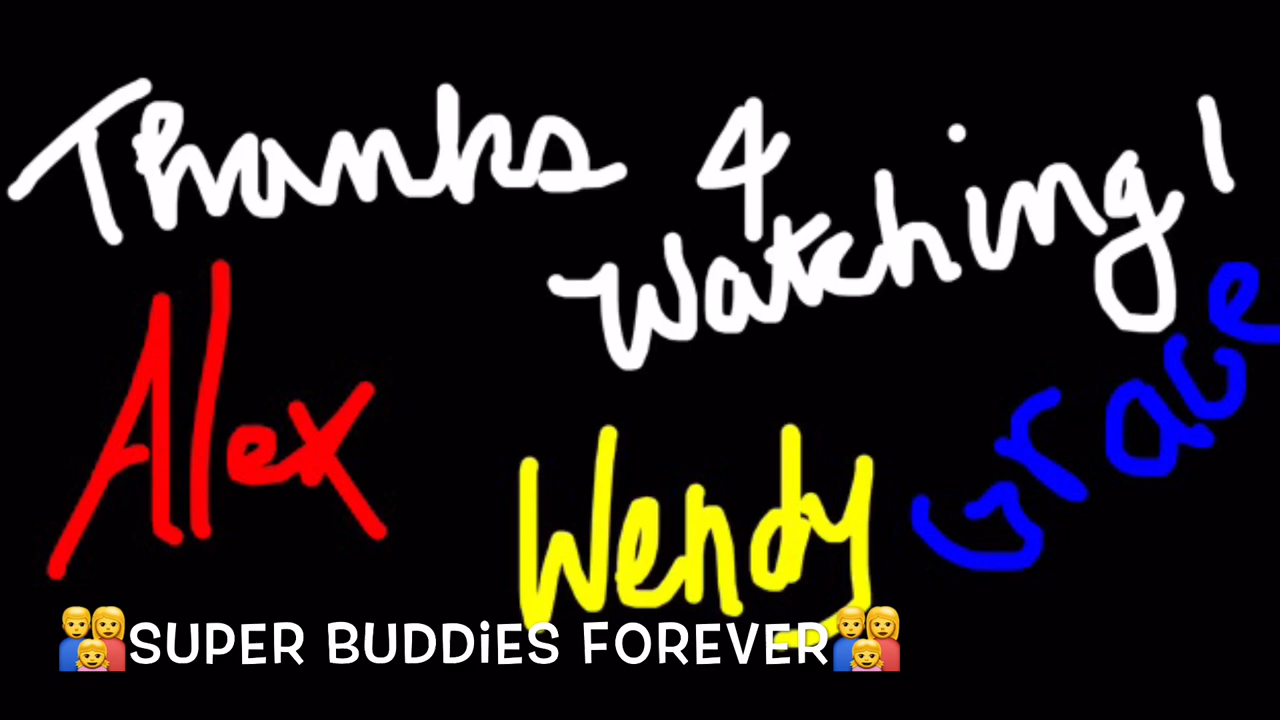 Thanks 4
Watching!
Alex
Wendy
Grace
👨‍👩‍👧SUPER BUDDiES FOREVER👨‍👩‍👧